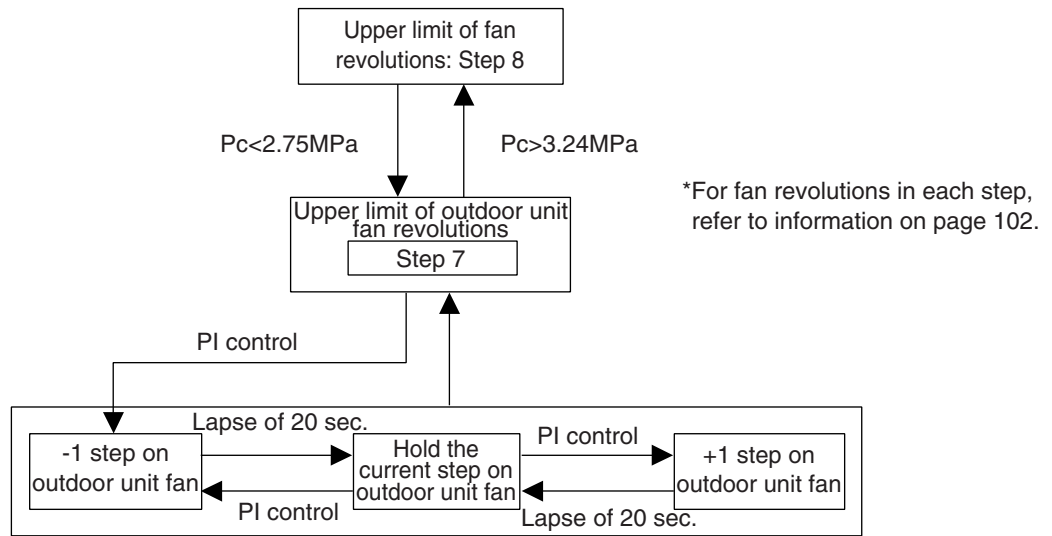 Upper limit of fan
revolutions: Step 8
Pc<2.75MPa
Pc>3.24MPa
*For fan revolutions in each step,
refer to information on page 102.
Upper limit of outdoor unit
fan revolutions
Step 7
PI control
Lapse of 20 sec.
-1 step on
outdoor unit fan
Hold the
current step on
outdoor unit fan
PI control
+1 step on
outdoor unit fan
PI control
Lapse of 20 sec.